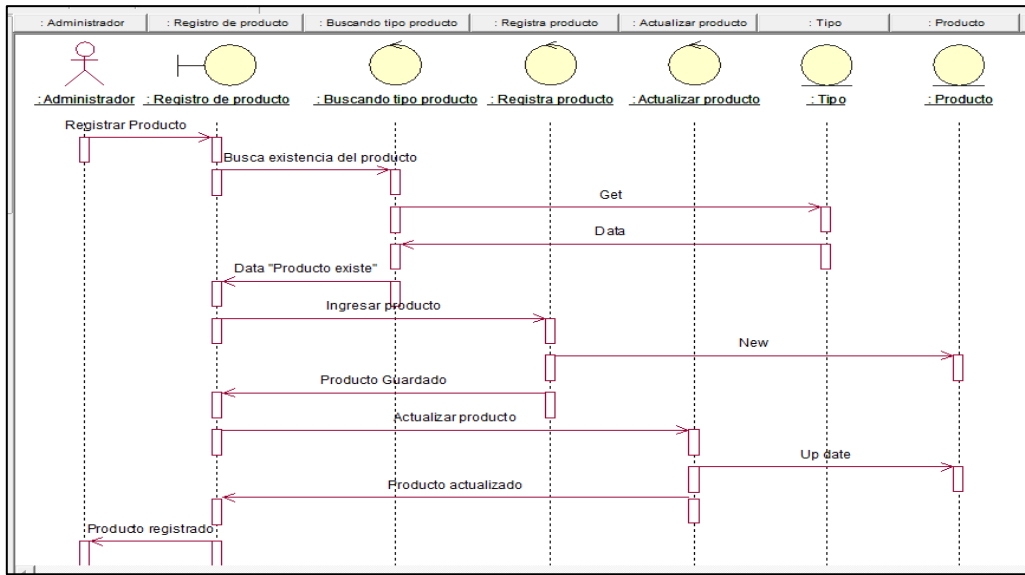 : Administrador : Registro de producto : Buscando tipo producto : Registra producto : Actualizar producto : Tipo : Producto
: Administrador : Registro de producto : Buscando tipo producto : Registra producto : Actualizar producto : Tipo : Producto
Registrar Producto
Busca existencia del producto
Get
Data
Data "Producto existe"
Ingresar producto
New
Producto Guardado
Actualizar producto
Up date
Producto actualizado
Producto registrado